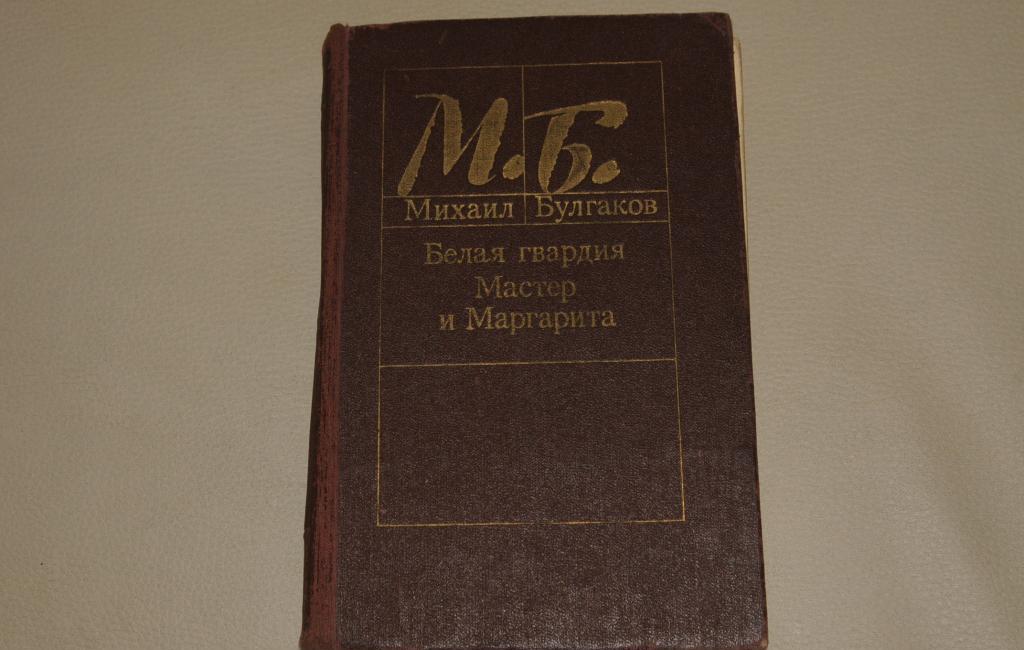 М.Б.
Михаил Булгаков
Белая гвардия
Мастер
и Маргарита